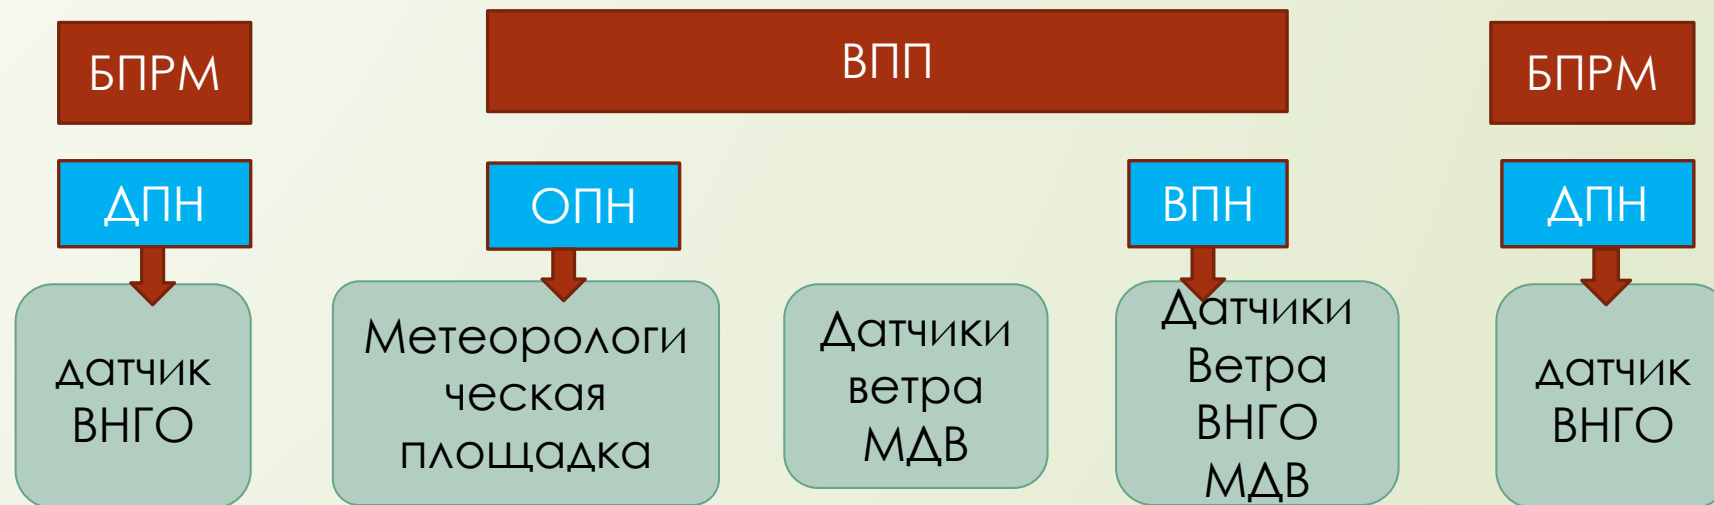 БПРМ
ВПП
БПРМ
ДПН
ОПН
ВПН
ДПН
датчик
ВНГО
Метеорологи
ческая
площадка
Датчики
ветра
МДВ
Датчики
Ветра
ВНГО
МДВ
датчик
ВНГО